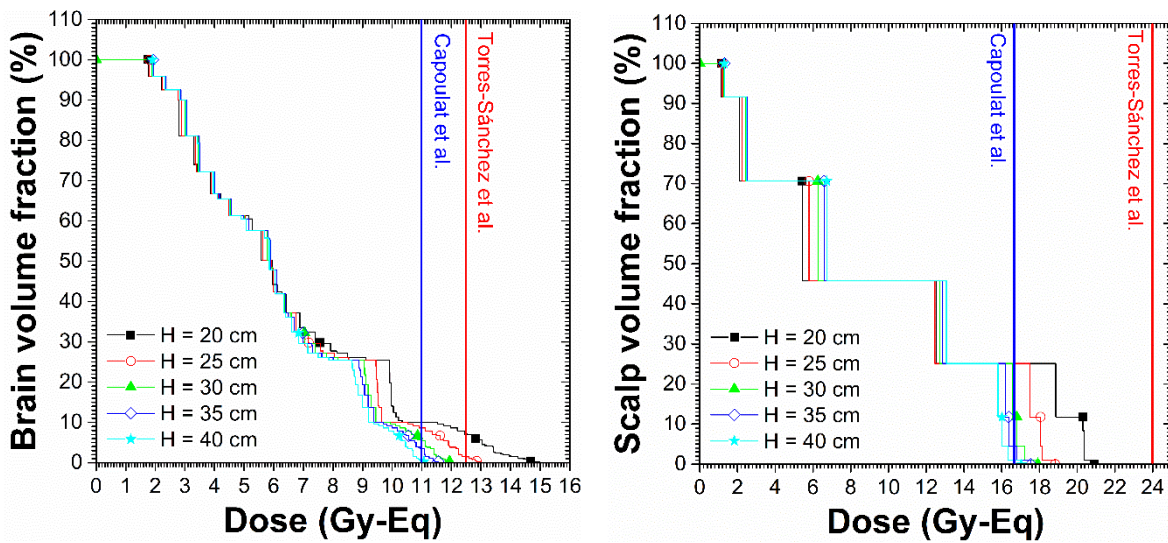 Brain volume fraction (%)
110
100
90
80
70
60
50
40
30
20
10
0
Capoulat et al.
Torres-Sánchez et al.
H = 20 cm
H = 25 cm
H = 30 cm
H = 35 cm
H = 40 cm
0 1 2 3 4 5 6 7 8 9 10 11 12 13 14 15 16
Dose (Gy-Eq)
Scalp volume fraction (%)
110
100
90
80
70
60
50
40
30
20
10
0
Capoulat et al.
Torres-Sánchez et al.
H = 20 cm
H = 25 cm
H = 30 cm
H = 35 cm
H = 40 cm
0 2 4 6 8 10 12 14 16 18 20 22 24
Dose (Gy-Eq)